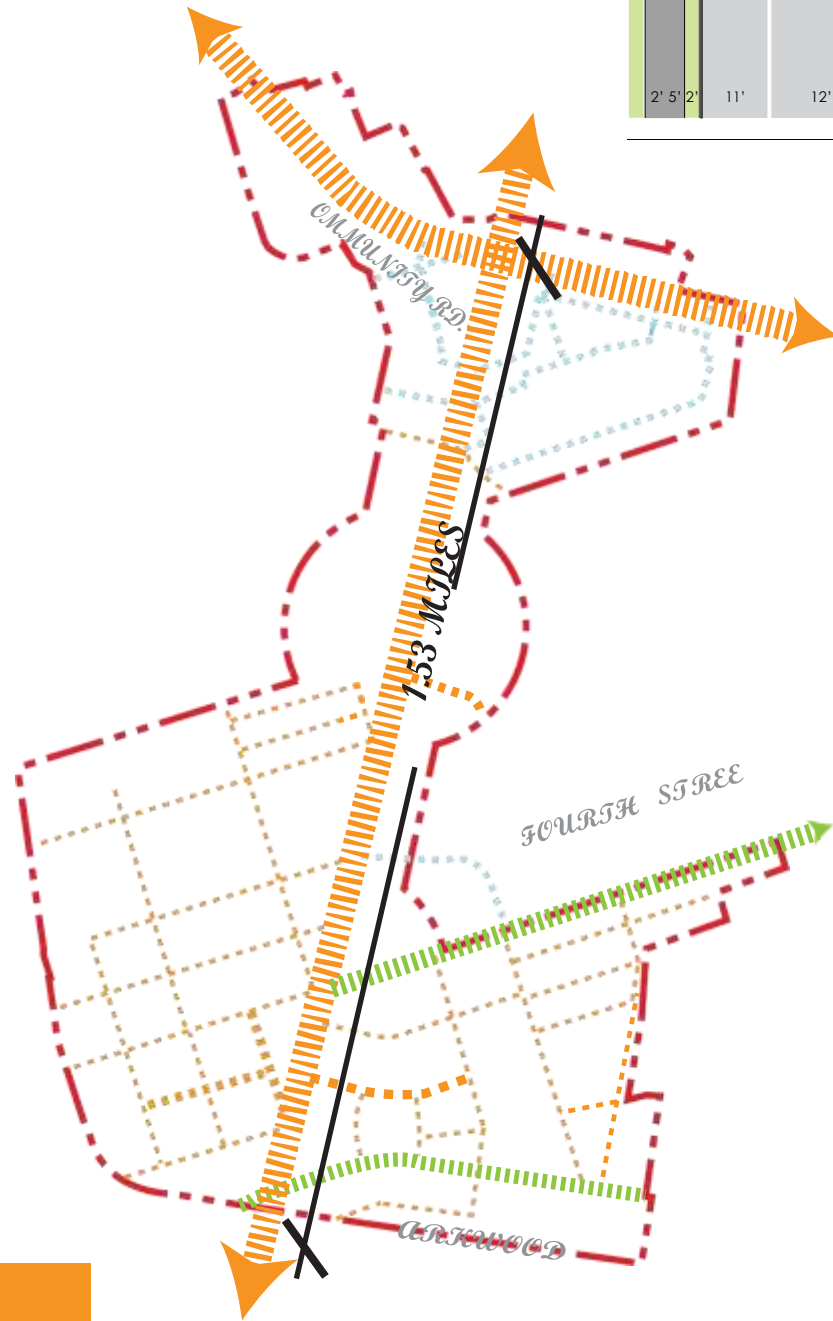 2' 5' 2' 11' 12'
OMMUNITY RD.
1.53 MILES
FOURTH STREE
ARKWOOD